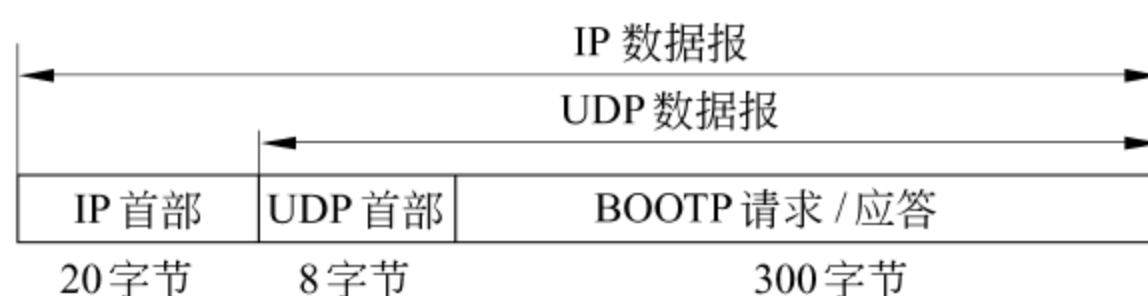 IP 数据报
UDP 数据报
IP 首部 UDP 首部 BOOTP 请求 / 应答
20字节 8字节 300字节